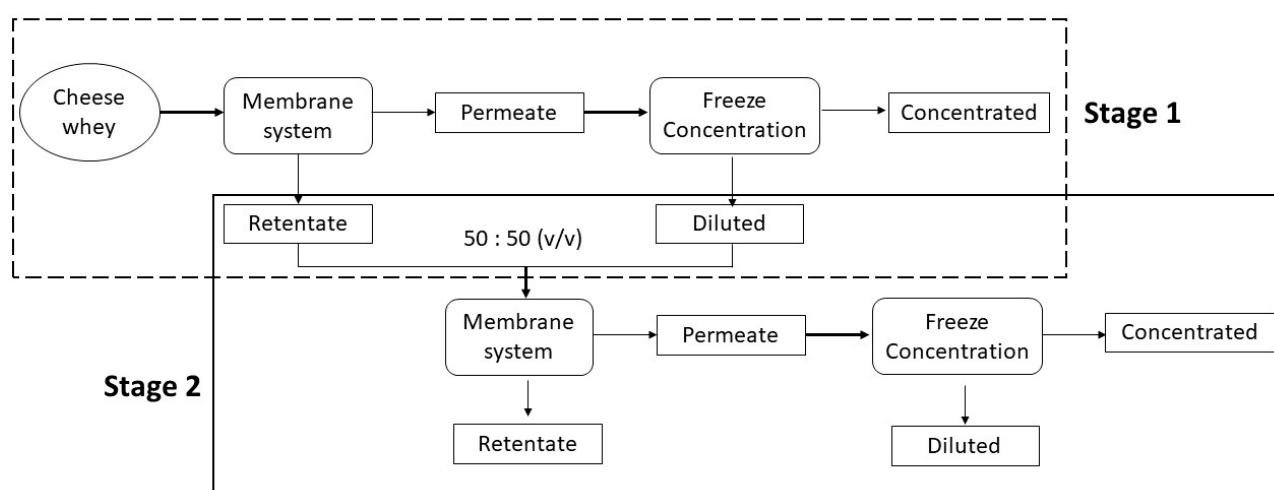 Cheese
whey
Membrane
system
Permeate
Freeze
Concentration
Concentrated
Stage 1
Retentate
50 : 50 (v/v)
Diluted
Membrane
system
Permeate
Freeze
Concentration
Concentrated
Stage 2
Retentate
Diluted